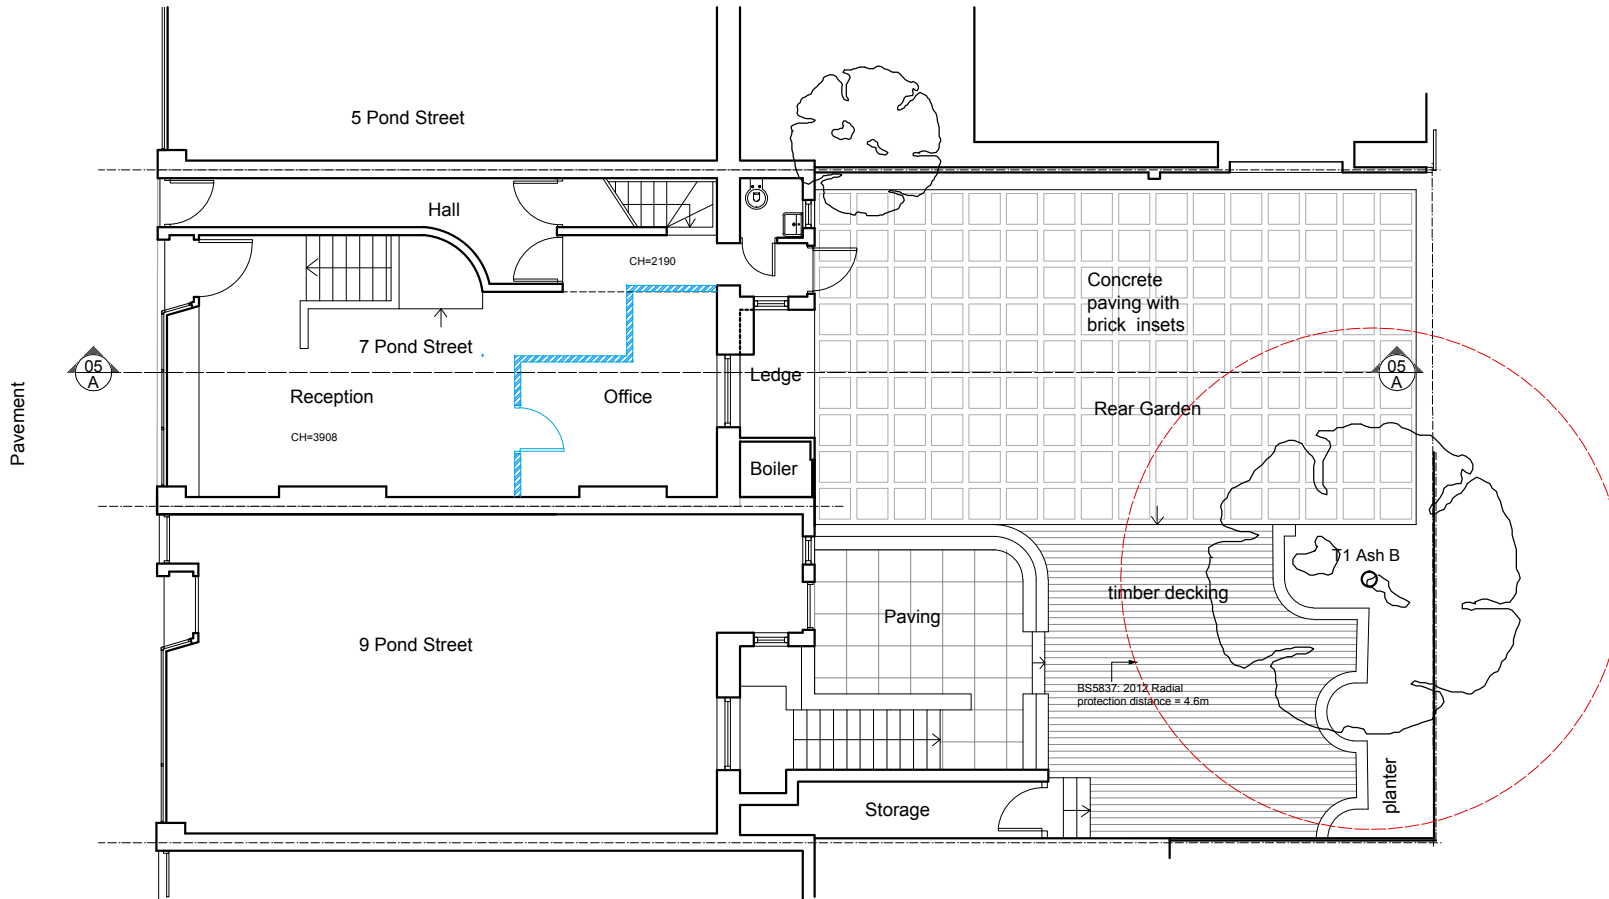 5 Pond Street
Hall
CH=2190
Concrete
paving with
brick insets
7 Pond Street
05
A
Ledge
05
A
Pavement
Reception
Office
Rear Garden
CH=3908
Boiler
T1 Ash B
timber decking
Paving
9 Pond Street
BS5837: 2012 Radial
protection distance = 4.6m
planter
Storage